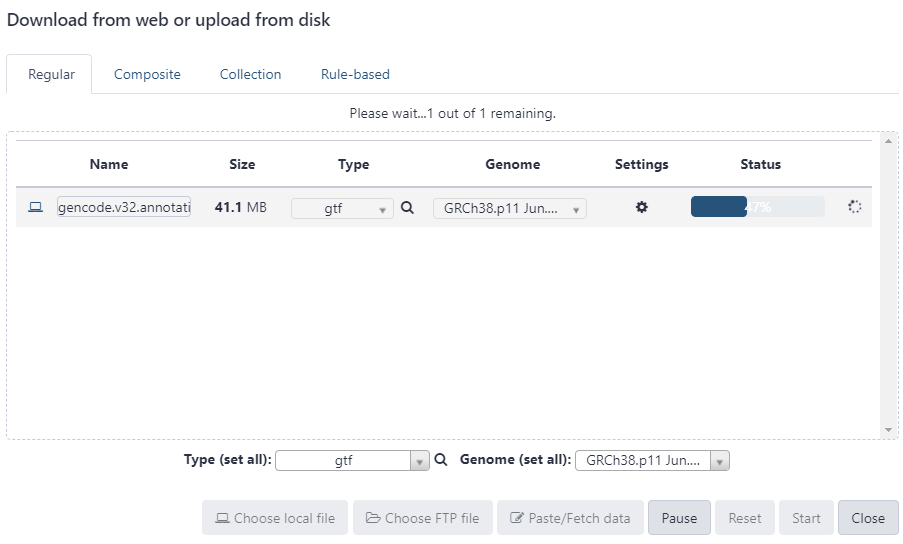 Download from web or upload from disk
Regular Composite Collection Rule-based
Please wait...1 out of 1 remaining.
Name Size Type Genome Settings Status
gencode.v32.annotati 41.1 MB gtf GRCh38.p11 Jun.... 47%
Type (set all): gtf Genome (set all): GRCh38.p11 Jun....
Choose local file Choose FTP file Paste/Fetch data Pause Reset Start Close